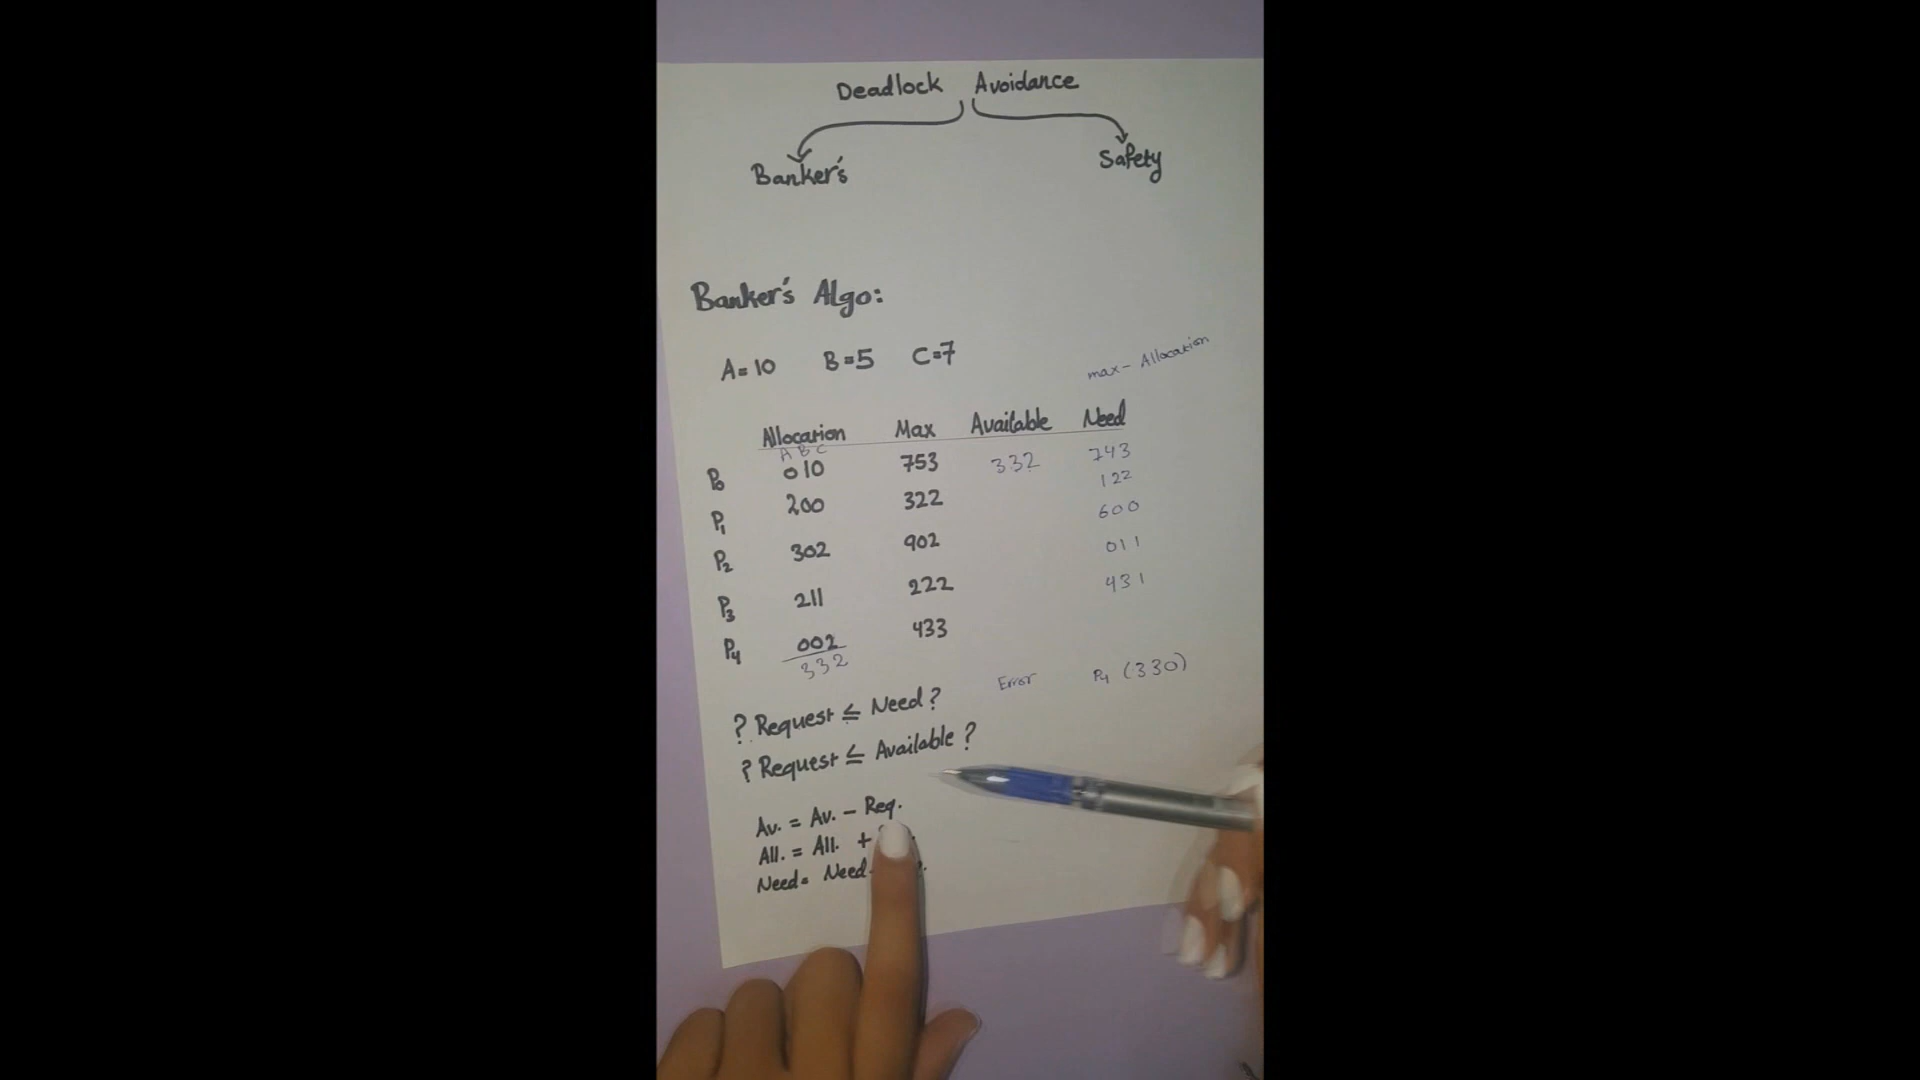 Deadlock Avoidance
Banker's Safety
Banker's Algo:
A=10 B=5 C=7
max - Allocation
Allocation Max Available Need
A B C
P0 010 753 332 743
P1 200 322 122
P2 302 902 600
P3 211 222 011
P4 002 433 431
332
Error P4 (330)
? Request ≤ Need ?
? Request ≤ Available ?
Av. = Av. - Req.
All. = All. +
Need = Need -